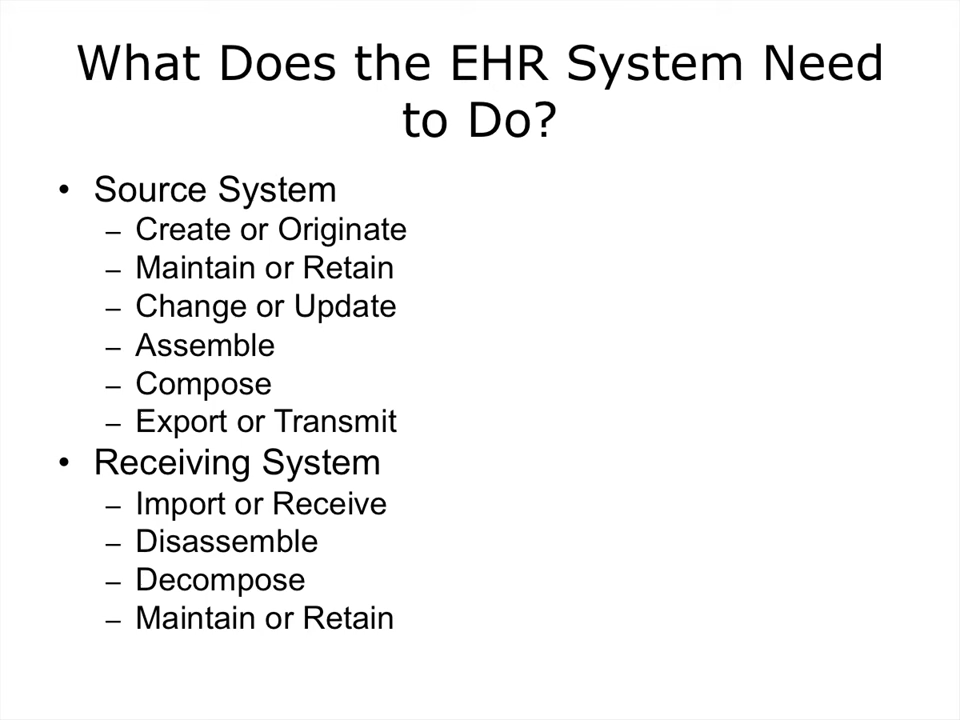 What Does the EHR System Need
to Do?
• Source System
– Create or Originate
– Maintain or Retain
– Change or Update
– Assemble
– Compose
– Export or Transmit
• Receiving System
– Import or Receive
– Disassemble
– Decompose
– Maintain or Retain